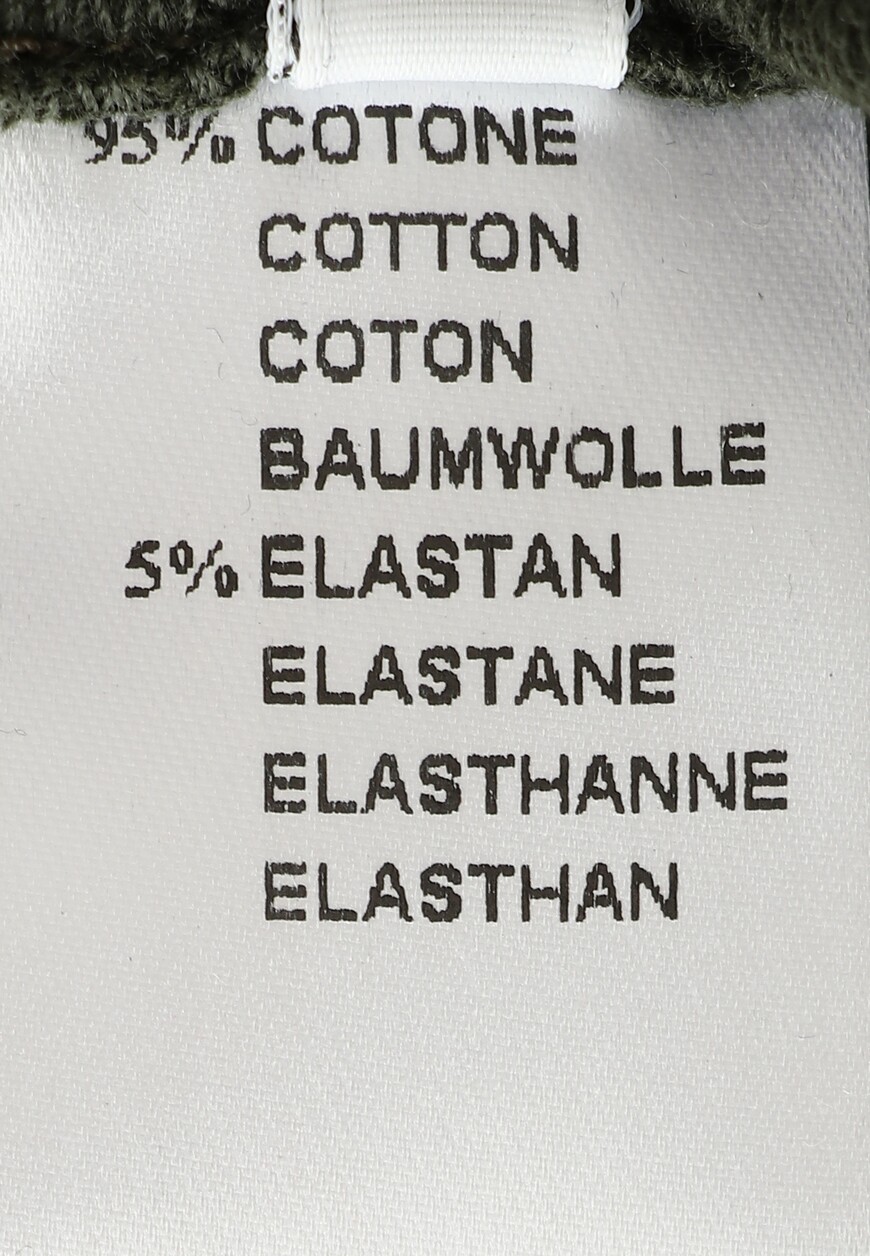 95% COTONE
COTTON
COTON
BAUMWOLLE
5% ELASTAN
ELASTANE
ELASTHANNE
ELASTHAN